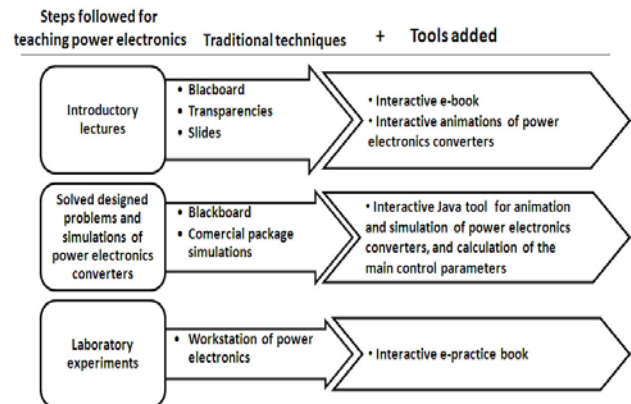 Steps followed for
teaching power electronics
Traditional techniques
+
Tools added
Introductory
lectures
• Blacboard
• Transparencies
• Slides
• Interactive e-book
• Interactive animations of power
electronics converters
Solved designed
problems and
simulations of
power electronics
converters
• Blackboard
• Comercial package
simulations
• Interactive Java tool for animation
and simulation of power electronics
converters, and calculation of the
main control parameters
Laboratory
experiments
• Workstation of power
electronics
• Interactive e-practice book